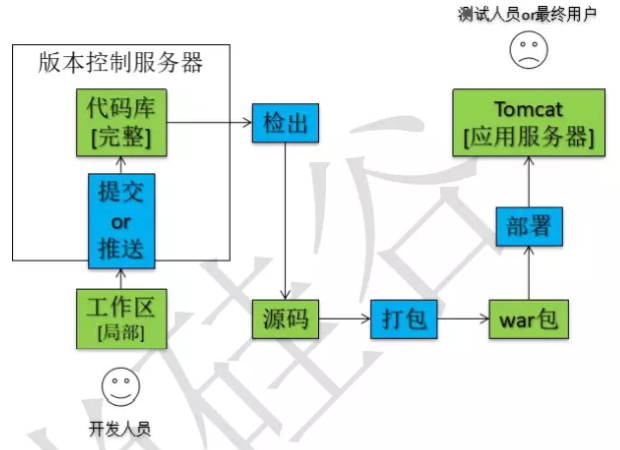 测试人员or最终用户
版本控制服务器
代码库
[完整]
检出
Tomcat
[应用服务器]
提交
or
推送
部署
工作区
[局部]
源码
打包
war包
开发人员
硅谷